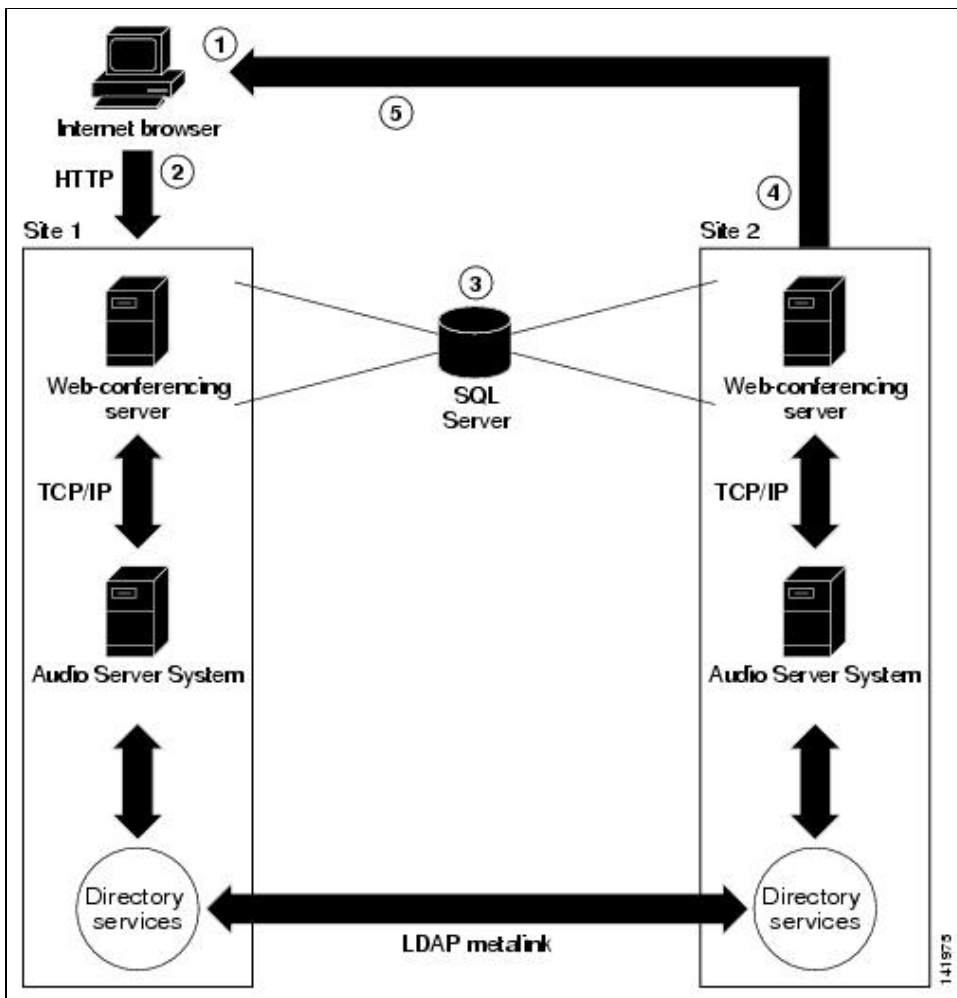 1
5
Internet browser
HTTP
2
4
Site 1
Site 2
3
Web-conferencing
server
SQL
Server
Web-conferencing
server
TCP/IP
TCP/IP
Audio Server System
Audio Server System
Directory
services
Directory
services
LDAP metalink
141975